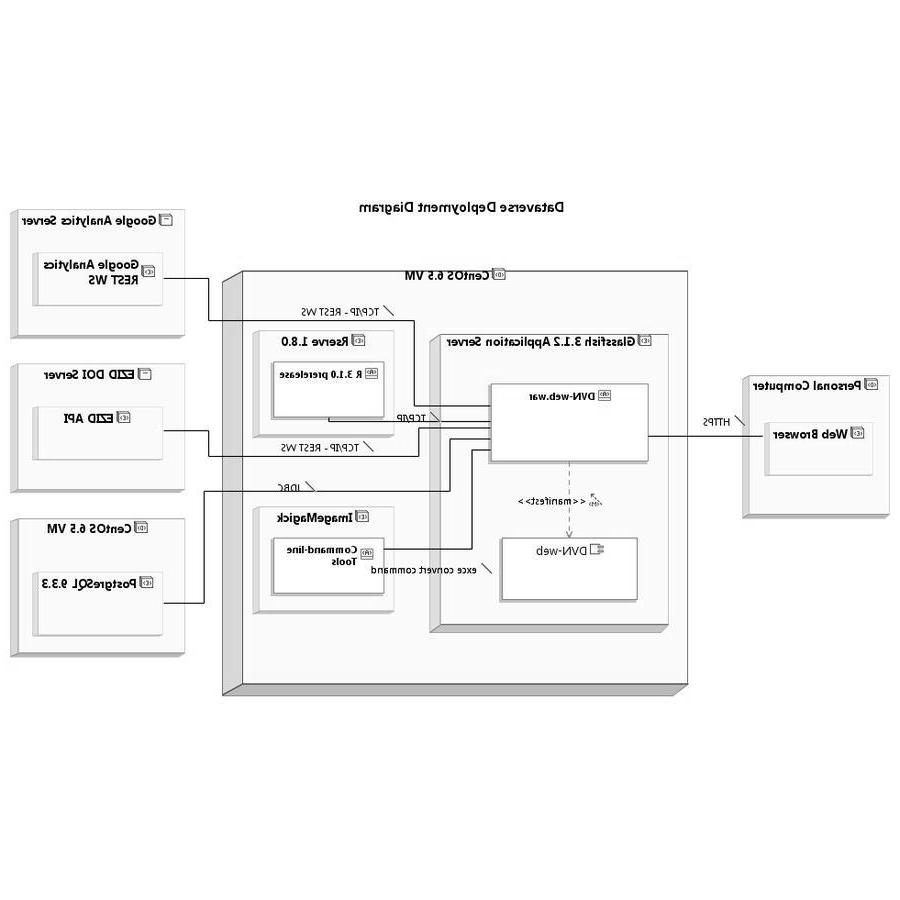 Dataverse Deployment Diagram
Google Analytics Server
Google Analytics
REST WS
EZID DOI Server
EZID API
CentOS 6.5 VM
PostgreSQL 9.3.3
CentOS 6.5 VM
TCP/IP - REST WS
Rserve 1.8.0
R 3.1.0 prerelease
TCP/IP
TCP/IP - REST WS
JDBC
ImageMagick
Command-line
Tools
exce convert command
Glassfish 3.1.2 Application Server
DVN-web.war
<<manifest>>
DVN-web
HTTPS
Personal Computer
Web Browser